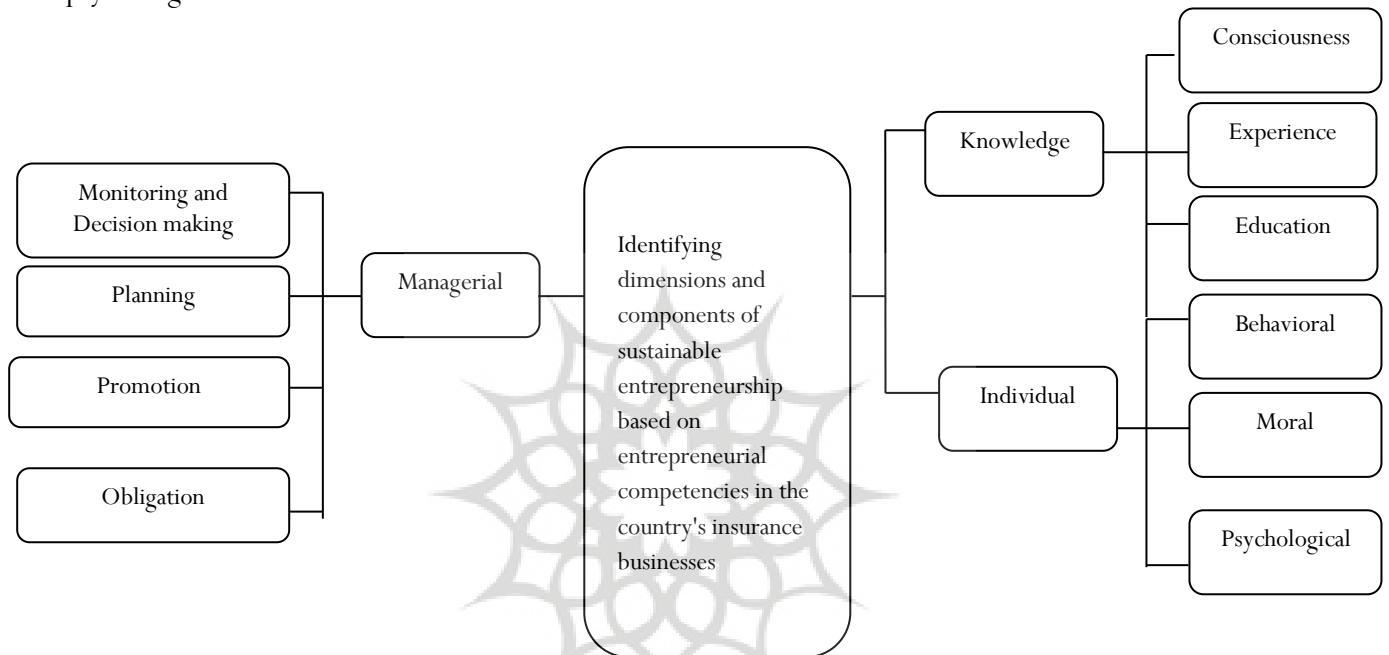 Consciousness
Knowledge
Experience
Monitoring and
Decision making
Education
Identifying
dimensions and
components of
sustainable
entrepreneurship
based on
entrepreneurial
competencies in the
country's insurance
businesses
Managerial
Planning
Behavioral
Promotion
Individual
Moral
Obligation
Psychological